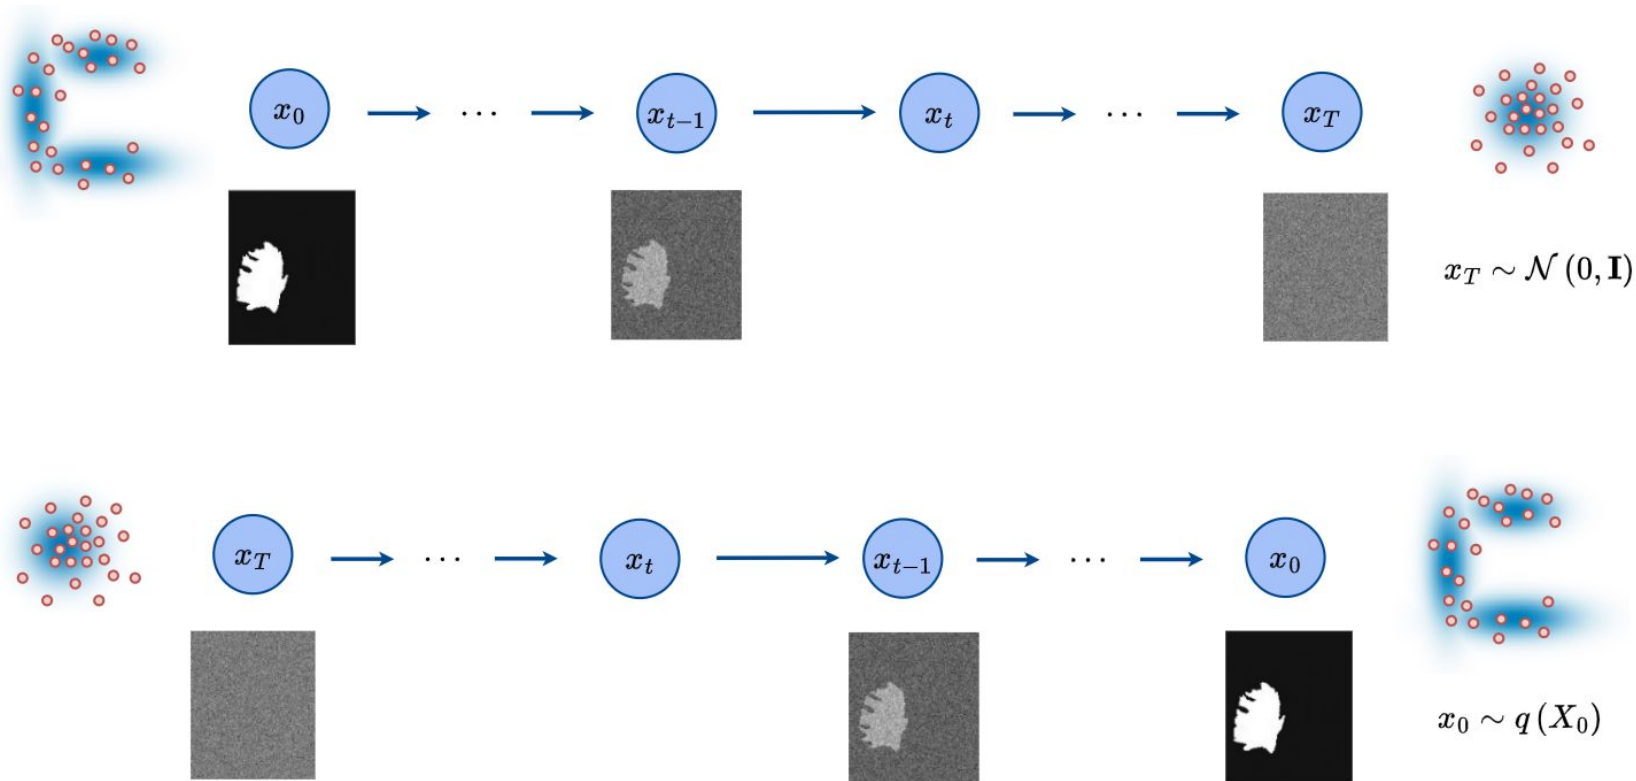 x_0 ⋯ x_{t−1} x_t ⋯ x_T
x_T ∼ 𝒩 (0, 𝐈)
x_T ⋯ x_t x_{t−1} ⋯ x_0
x_0 ∼ q (X_0)